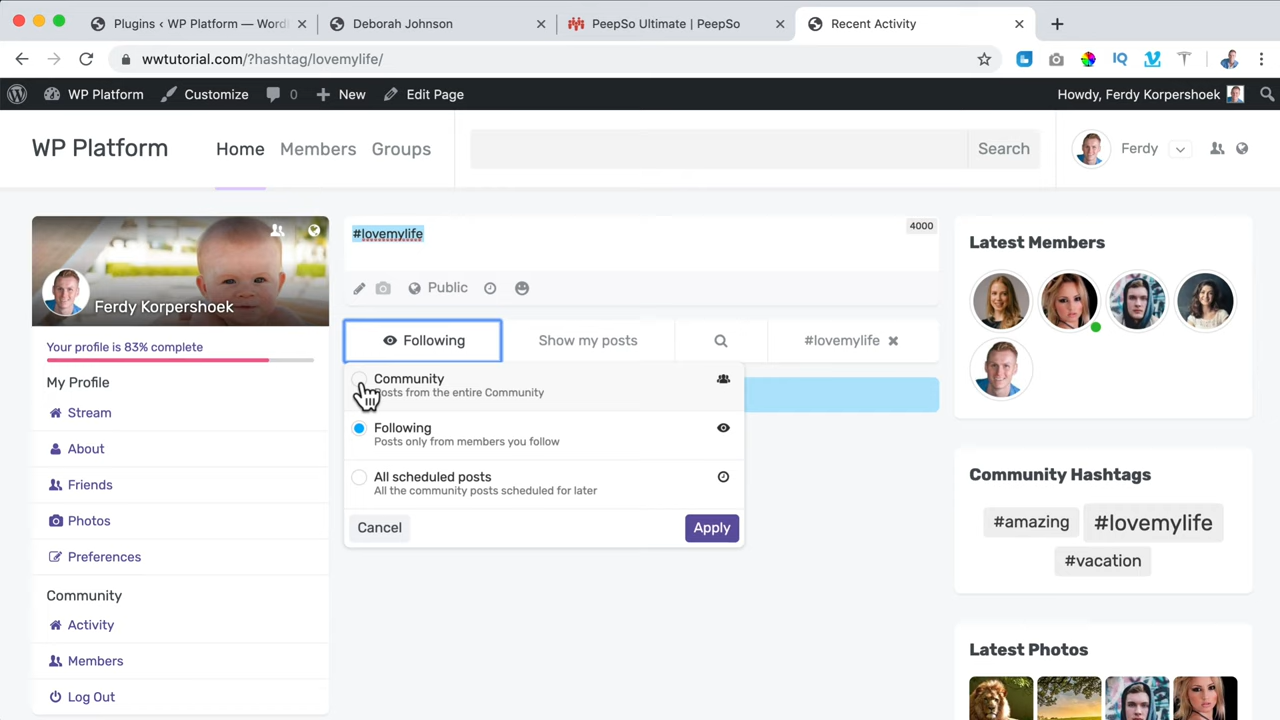 Plugins < WP Platform — Word
Deborah Johnson
PeepSo Ultimate | PeepSo
Recent Activity
wwtutorial.com/?hashtag/lovemylife/
WP Platform
Customize
0
New
Edit Page
Howdy, Ferdy Korpershoek
WP Platform
Home
Members
Groups
Search
Ferdy
Ferdy Korpershoek
Your profile is 83% complete
My Profile
Stream
About
Friends
Photos
Preferences
Community
Activity
Members
Log Out
#lovemylife
4000
Public
Following
Show my posts
#lovemylife
Community
Posts from the entire Community
Following
Posts only from members you follow
All scheduled posts
All the community posts scheduled for later
Cancel
Apply
Latest Members
Community Hashtags
#amazing
#lovemylife
#vacation
Latest Photos